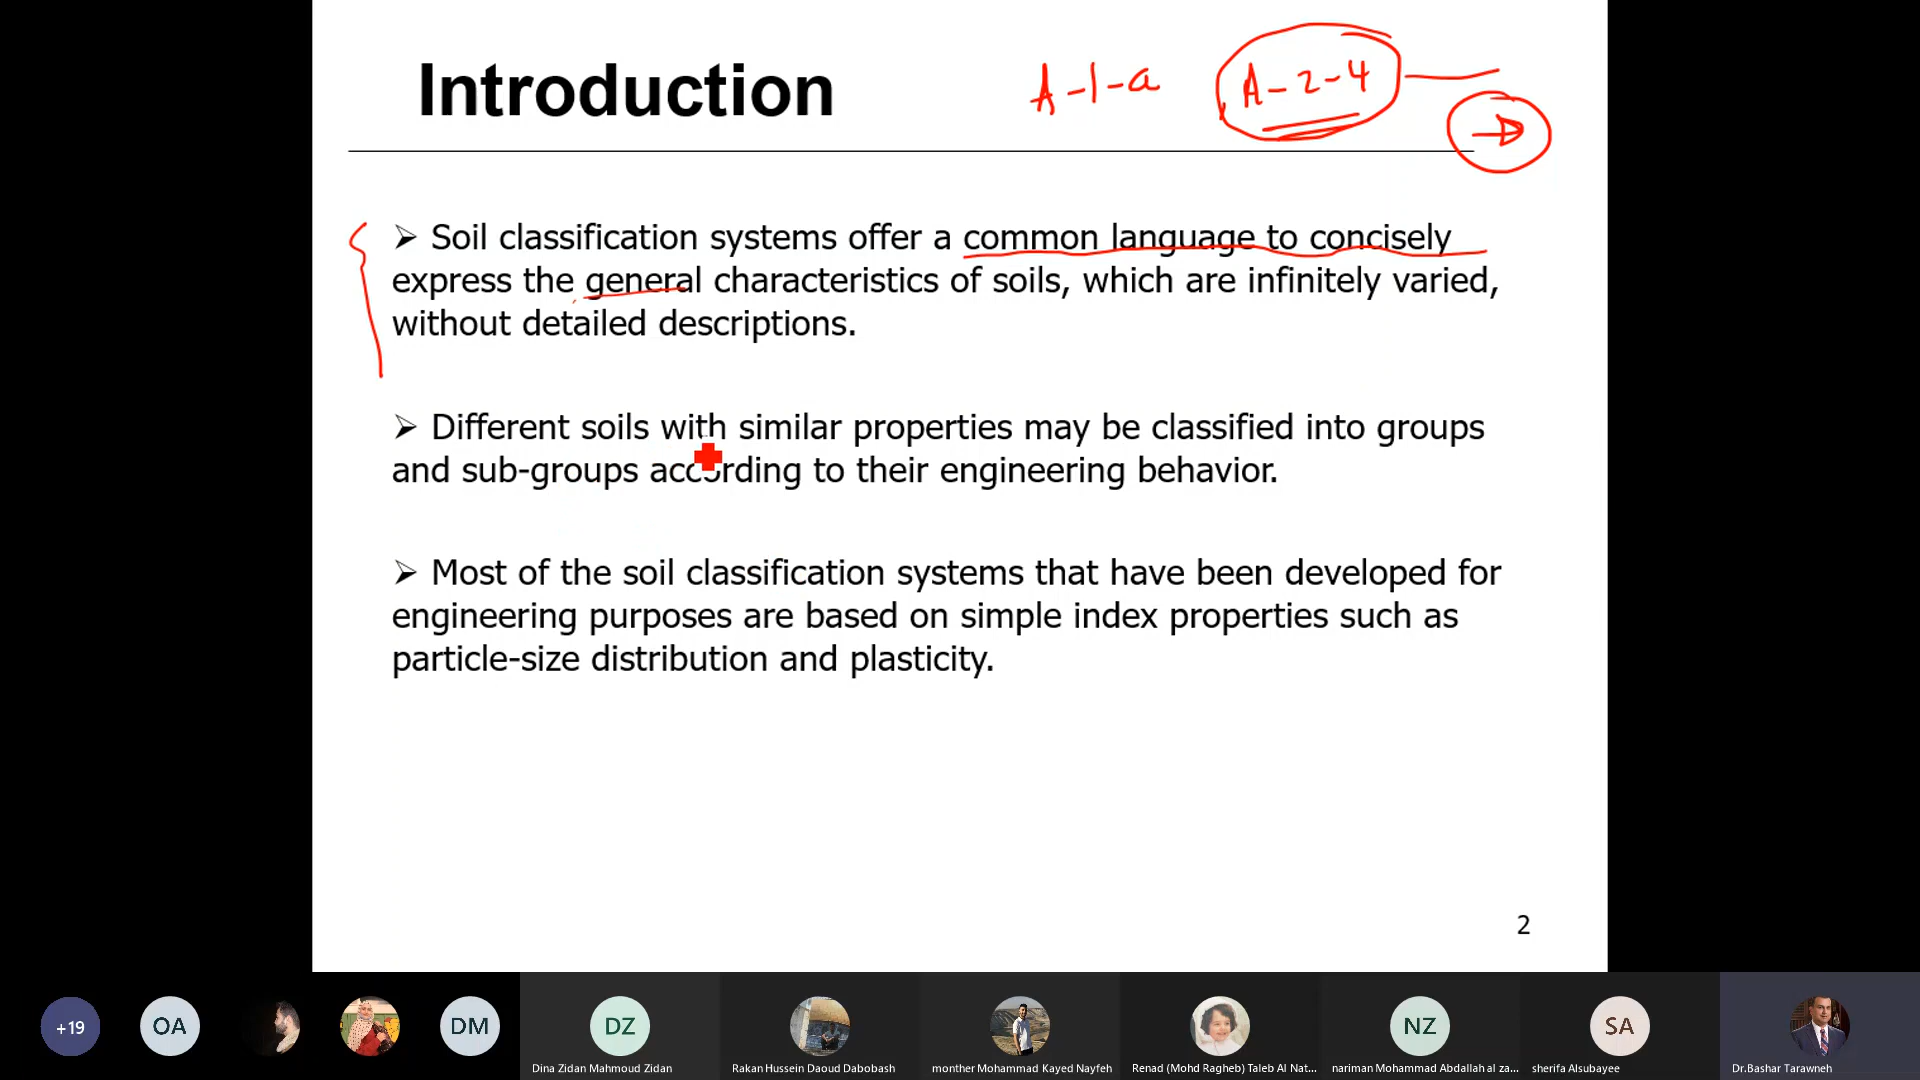 Introduction
A-1-a
A-2-4
➢ Soil classification systems offer a common language to concisely
express the general characteristics of soils, which are infinitely varied,
without detailed descriptions.
➢ Different soils with similar properties may be classified into groups
and sub-groups according to their engineering behavior.
➢ Most of the soil classification systems that have been developed for
engineering purposes are based on simple index properties such as
particle-size distribution and plasticity.
2
+19
OA
DM
DZ
NZ
SA
Dina Zidan Mahmoud Zidan
Rakan Hussein Daoud Dabobash
monther Mohammad Kayed Nayfeh
Renad (Mohd Ragheb) Taleb Al Nat...
nariman Mohammad Abdallah al za...
sherifa Alsubayee
Dr.Bashar Tarawneh